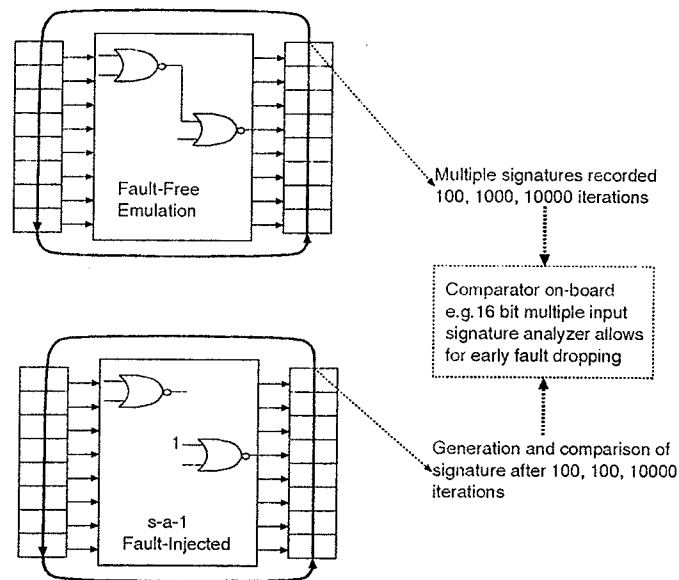 Fault-Free
Emulation
Multiple signatures recorded
100, 1000, 10000 iterations
Comparator on-board
e.g.16 bit multiple input
signature analyzer allows
for early fault dropping
1
s-a-1
Fault-Injected
Generation and comparison of
signature after 100, 100, 10000
iterations